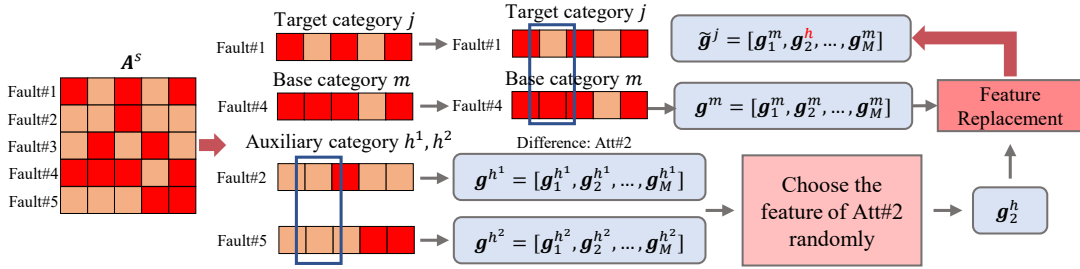 A^s
Fault#1
Fault#2
Fault#3
Fault#4
Fault#5
Target category j
Fault#1
Base category m
Fault#4
Auxiliary category h^1, h^2
Fault#2
Fault#5
Target category j
Fault#1
Base category m
Fault#4
Difference: Att#2
g̃^j = [g_1^m, g_2^h, ..., g_M^m]
g^m = [g_1^m, g_2^m, ..., g_M^m]
Feature
Replacement
g^{h^1} = [g_1^{h^1}, g_2^{h^1}, ..., g_M^{h^1}]
g^{h^2} = [g_1^{h^2}, g_2^{h^2}, ..., g_M^{h^2}]
Choose the
feature of Att#2
randomly
g_2^h